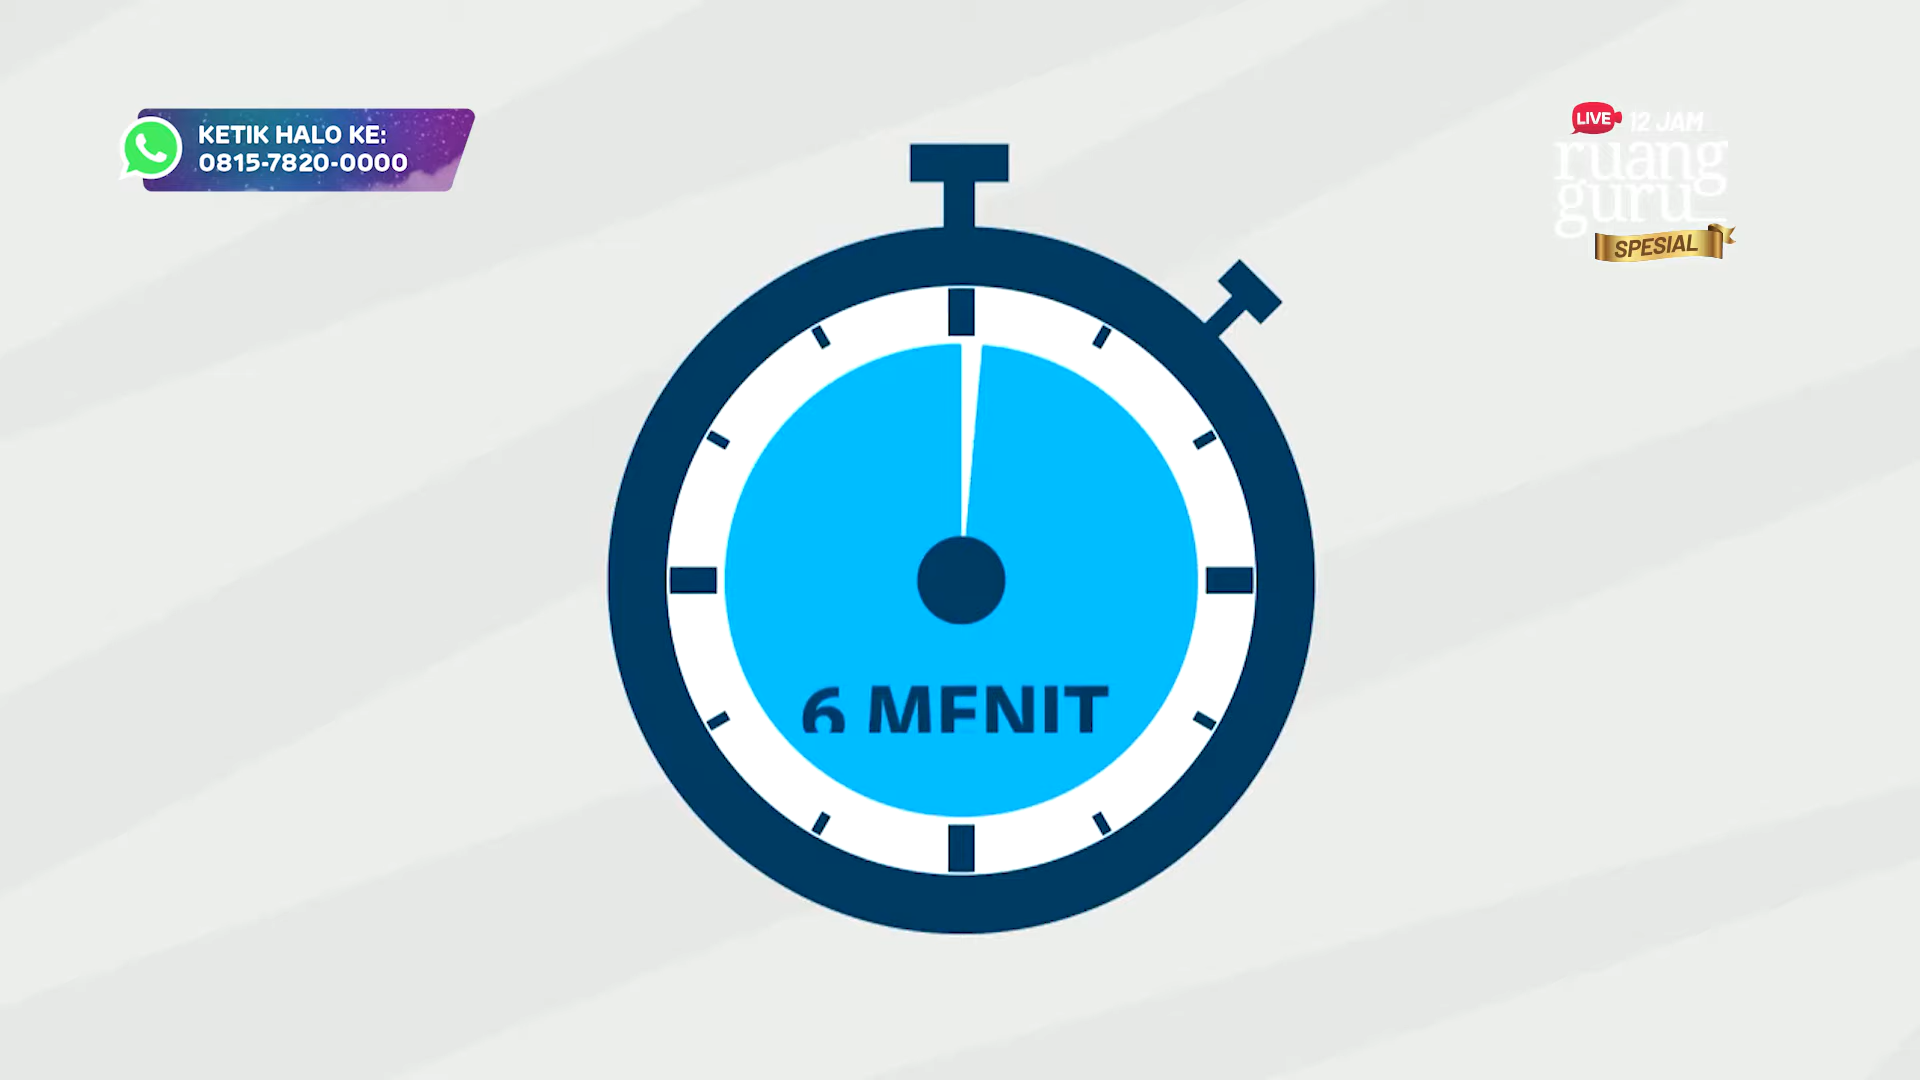 KETIK HALO KE:
0815-7820-0000
LIVE 12 JAM
ruang
guru
SPESIAL
6 MENIT